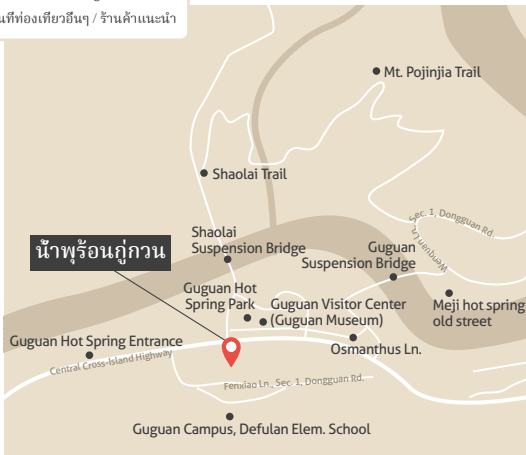 นที่ท่องเที่ยวอื่นๆ / ร้านค้าแนะนำ
Mt. Pojinjia Trail
Shaolai Trail
Sec. 1, Dongguan Rd.
Wenquan Ln.
Shaolai
Suspension Bridge
Guguan
Suspension Bridge
น้ำพุร้อนกู่กวน
Guguan Hot
Spring Park
Guguan Visitor Center
(Guguan Museum)
Meji hot spring
old street
Guguan Hot Spring Entrance
Osmanthus Ln.
Central Cross-Island Highway
Fenxiao Ln., Sec. 1, Dongguan Rd.
Guguan Campus, Defulan Elem. School